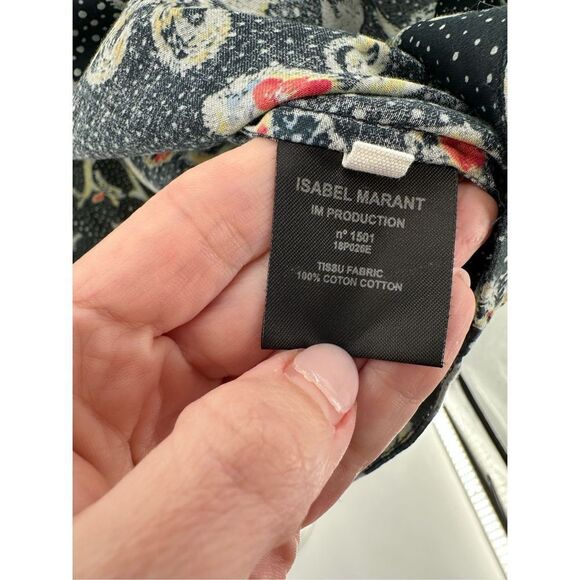 ISABEL MARANT
IM PRODUCTION
n° 1501
18P026E
TISSU FABRIC
100% COTON COTTON